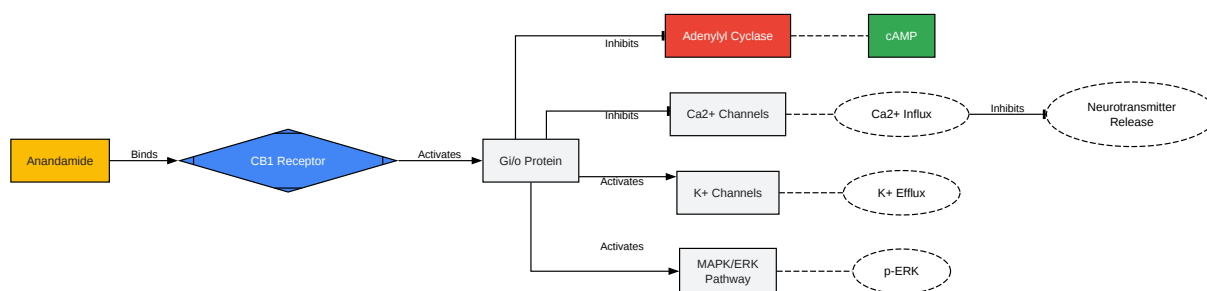 Adenylyl Cyclase
cAMP
Inhibits
Ca2+ Channels
Ca2+ Influx
Inhibits
Neurotransmitter
Release
Inhibits
Anandamide
Binds
CB1 Receptor
Activates
Gi/o Protein
Activates
K+ Channels
K+ Efflux
Activates
MAPK/ERK
Pathway
p-ERK